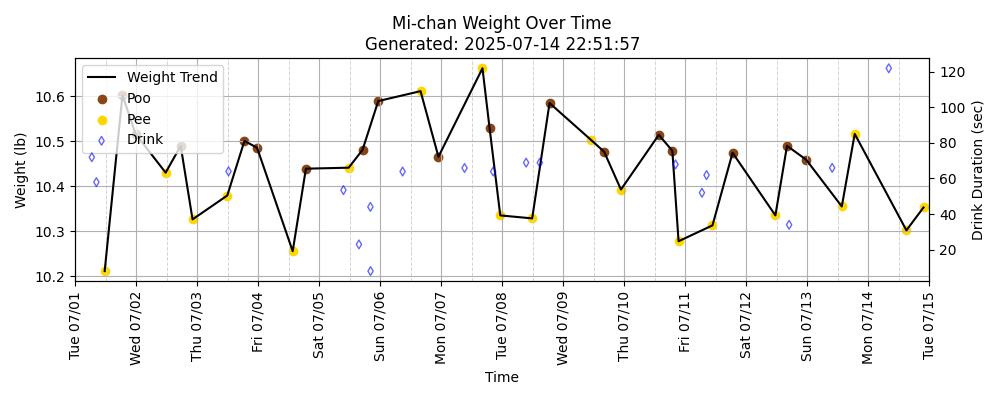 Mi-chan Weight Over Time
Generated: 2025-07-14 22:51:57
Weight Trend
Poo
Pee
Drink
Weight (lb)
10.6
10.5
10.4
10.3
10.2
120
100
80
60
40
20
Drink Duration (sec)
Tue 07/01
Wed 07/02
Thu 07/03
Fri 07/04
Sat 07/05
Sun 07/06
Mon 07/07
Tue 07/08
Wed 07/09
Thu 07/10
Fri 07/11
Sat 07/12
Sun 07/13
Mon 07/14
Tue 07/15
Time